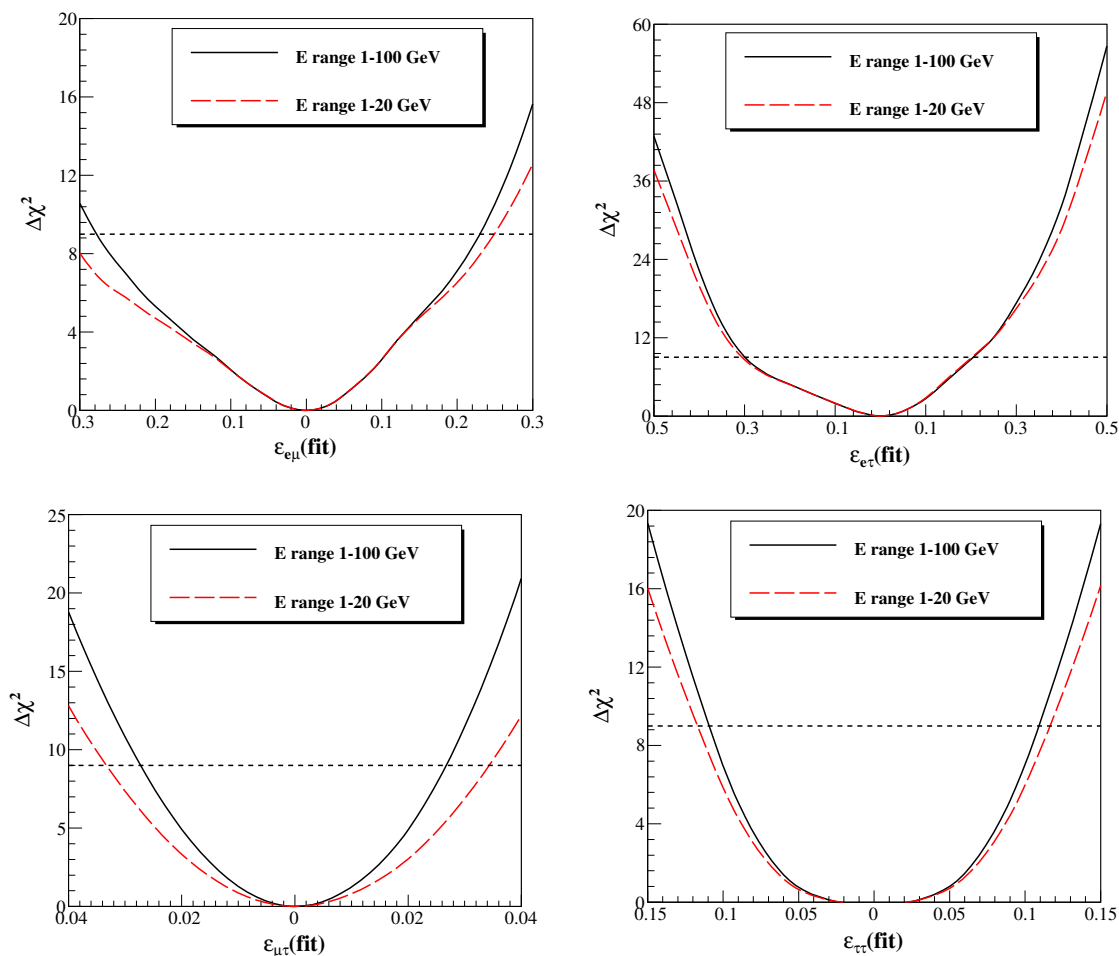 20
16
12
8
4
0
Δχ²
E range 1-100 GeV
E range 1-20 GeV
0.3 0.2 0.1 0 0.1 0.2 0.3
ε_eμ(fit)
60
48
36
24
12
0
Δχ²
E range 1-100 GeV
E range 1-20 GeV
0.5 0.3 0.1 0.1 0.3 0.5
ε_eτ(fit)
25
20
15
10
5
0
Δχ²
E range 1-100 GeV
E range 1-20 GeV
0.04 0.02 0 0.02 0.04
ε_μτ(fit)
20
16
12
8
4
0
Δχ²
E range 1-100 GeV
E range 1-20 GeV
0.15 0.1 0.05 0 0.05 0.1 0.15
ε_ττ(fit)